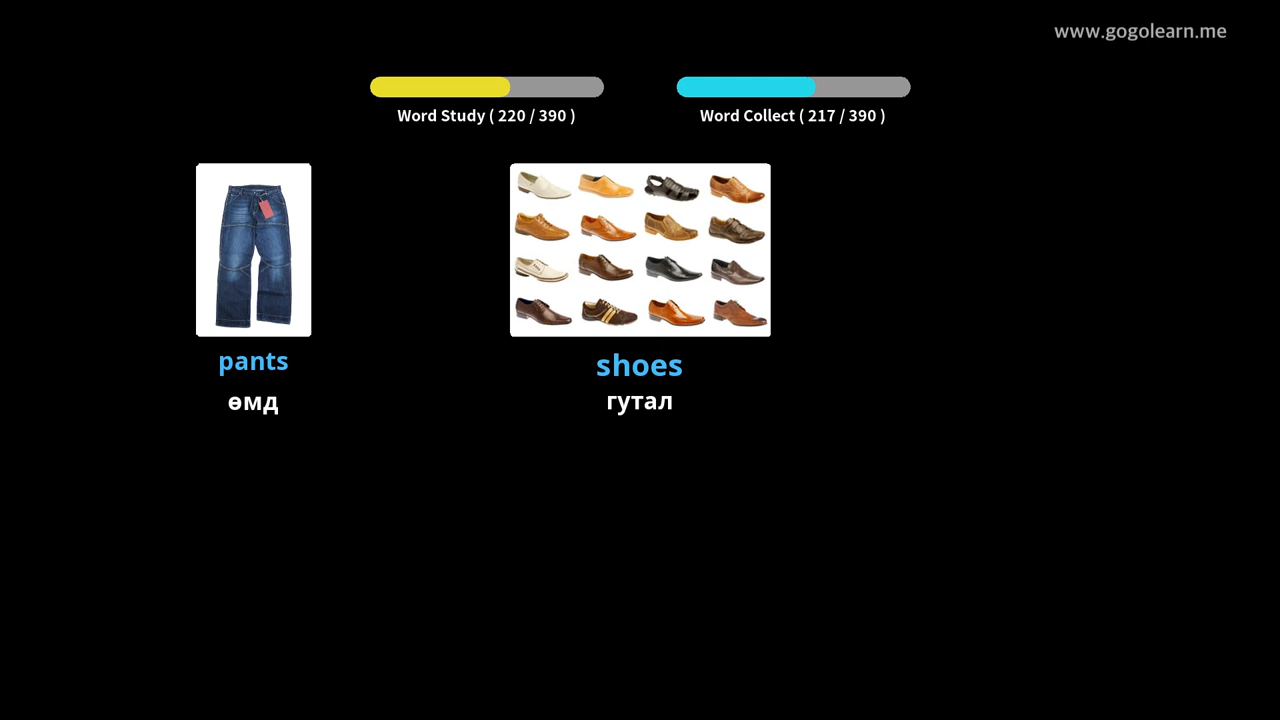 www.gogolearn.me
Word Study ( 220 / 390 )
Word Collect ( 217 / 390 )
pants
өмд
shoes
гутал